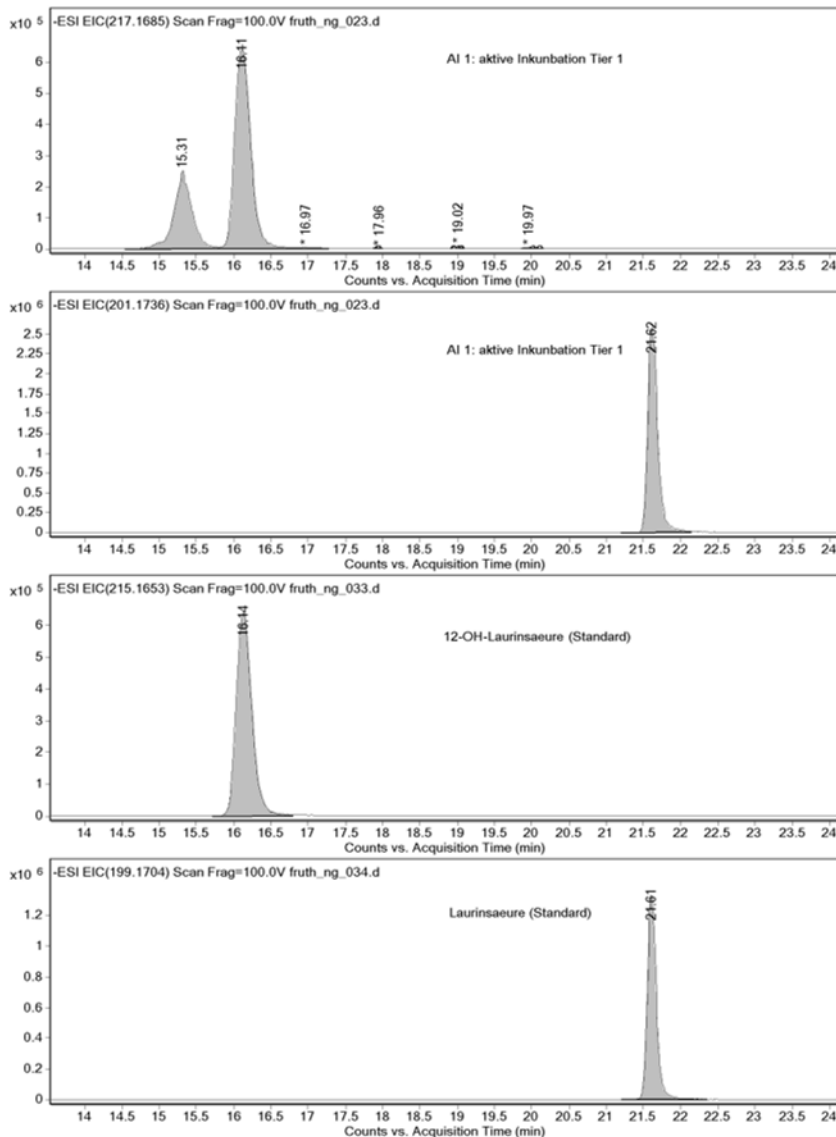 -ESI EIC(217.1685) Scan Frag=100.0V fruth_ng_023.d
x10 5
AI 1: aktive Inkunbation Tier 1
16.11
15.31
* 16.97
* 17.96
* 19.02
* 19.97
6
5
4
3
2
1
0
14 14.5 15 15.5 16 16.5 17 17.5 18 18.5 19 19.5 20 20.5 21 21.5 22 22.5 23 23.5 24
Counts vs. Acquisition Time (min)
-ESI EIC(201.1736) Scan Frag=100.0V fruth_ng_023.d
x10 6
AI 1: aktive Inkunbation Tier 1
21.62
2.5
2.25
2
1.75
1.5
1.25
1
0.75
0.5
0.25
0
14 14.5 15 15.5 16 16.5 17 17.5 18 18.5 19 19.5 20 20.5 21 21.5 22 22.5 23 23.5 24
Counts vs. Acquisition Time (min)
-ESI EIC(215.1653) Scan Frag=100.0V fruth_ng_033.d
x10 5
12-OH-Laurinsaeure (Standard)
16.14
6
5
4
3
2
1
0
14 14.5 15 15.5 16 16.5 17 17.5 18 18.5 19 19.5 20 20.5 21 21.5 22 22.5 23 23.5 24
Counts vs. Acquisition Time (min)
-ESI EIC(199.1704) Scan Frag=100.0V fruth_ng_034.d
x10 6
Laurinsaeure (Standard)
21.61
1.2
1
0.8
0.6
0.4
0.2
0
14 14.5 15 15.5 16 16.5 17 17.5 18 18.5 19 19.5 20 20.5 21 21.5 22 22.5 23 23.5 24
Counts vs. Acquisition Time (min)